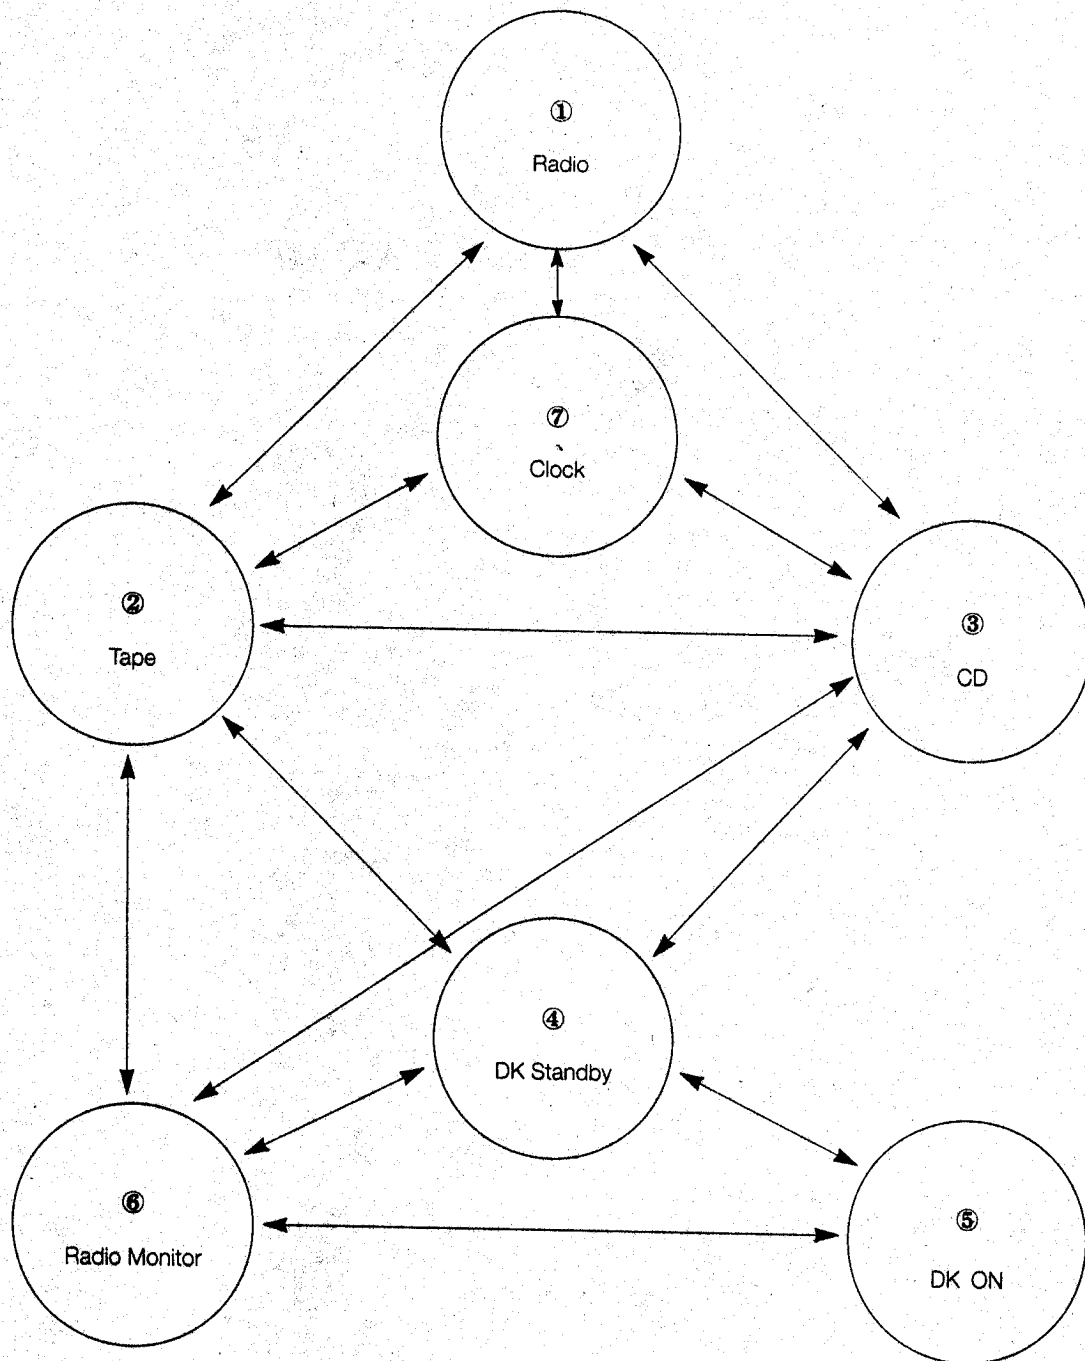 ①
Radio
⑦
Clock
②
Tape
③
CD
④
DK Standby
⑥
Radio Monitor
⑤
DK ON